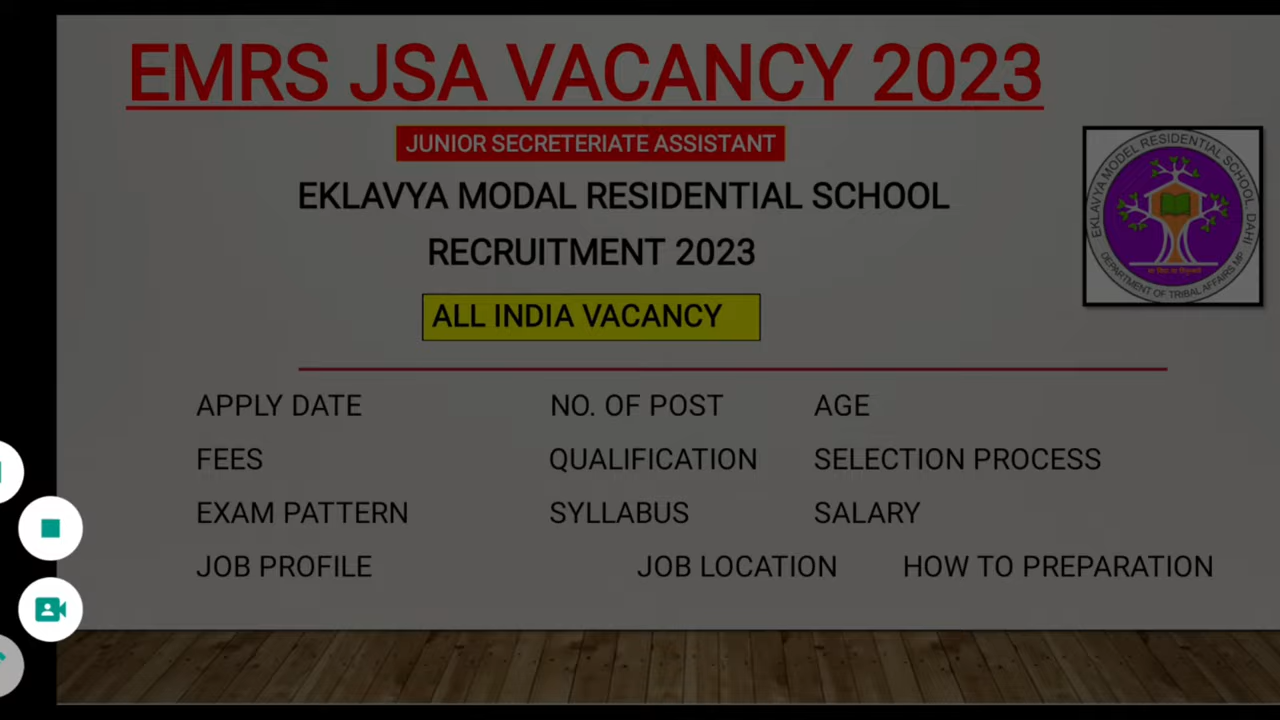 EMRS JSA VACANCY 2023
JUNIOR SECRETERIATE ASSISTANT
EKLAVYA MODAL RESIDENTIAL SCHOOL
RECRUITMENT 2023
ALL INDIA VACANCY
EKLAVYA MODEL RESIDENTIAL SCHOOL DAHI
DEPARTMENT OF TRIBAL AFFAIRS MP
APPLY DATE NO. OF POST AGE
FEES QUALIFICATION SELECTION PROCESS
EXAM PATTERN SYLLABUS SALARY
JOB PROFILE JOB LOCATION HOW TO PREPARATION